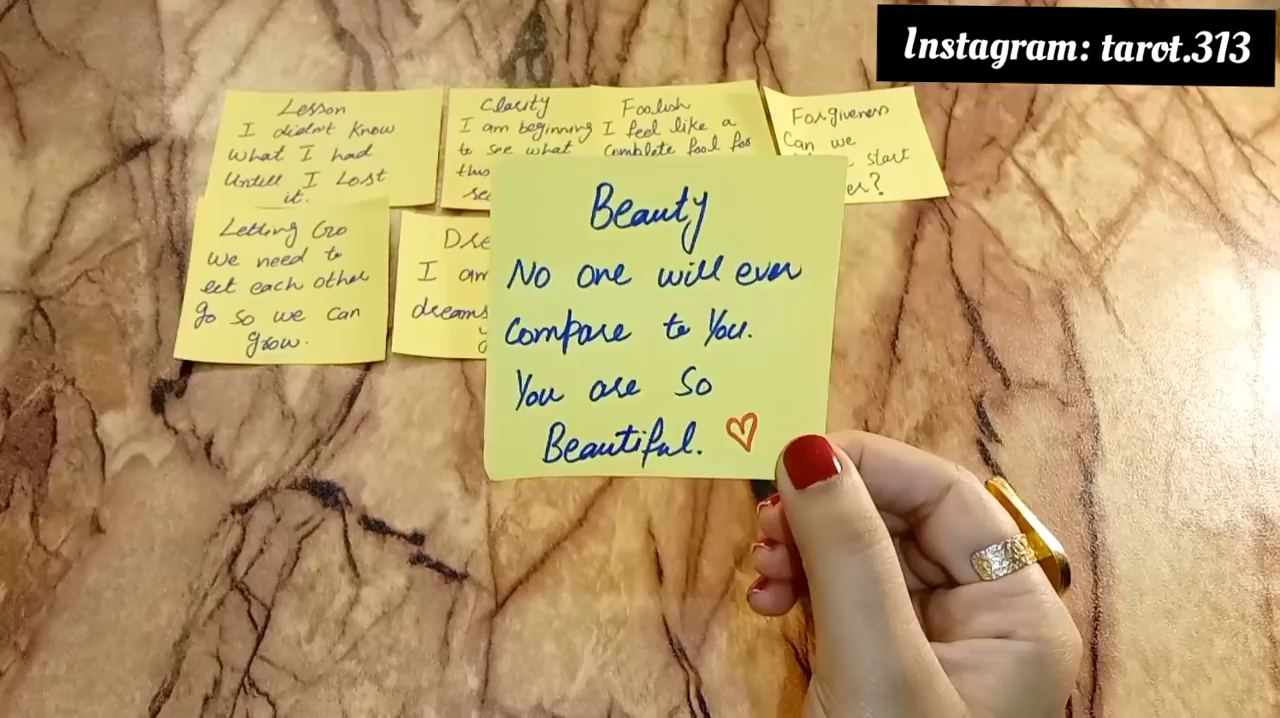 Instagram: tarot.313
Lesson
I didn't know
What I had
Untill I Lost
it.
Clarity
I am beginning
to see what
this
Foolish
I feel like a
complete fool for
Forgiveness
Can we
start
Letting Go
We need to
let each other
go so we can
grow.
I am
dreams
Beauty
No one will ever
compare to You.
You are so
Beautiful.